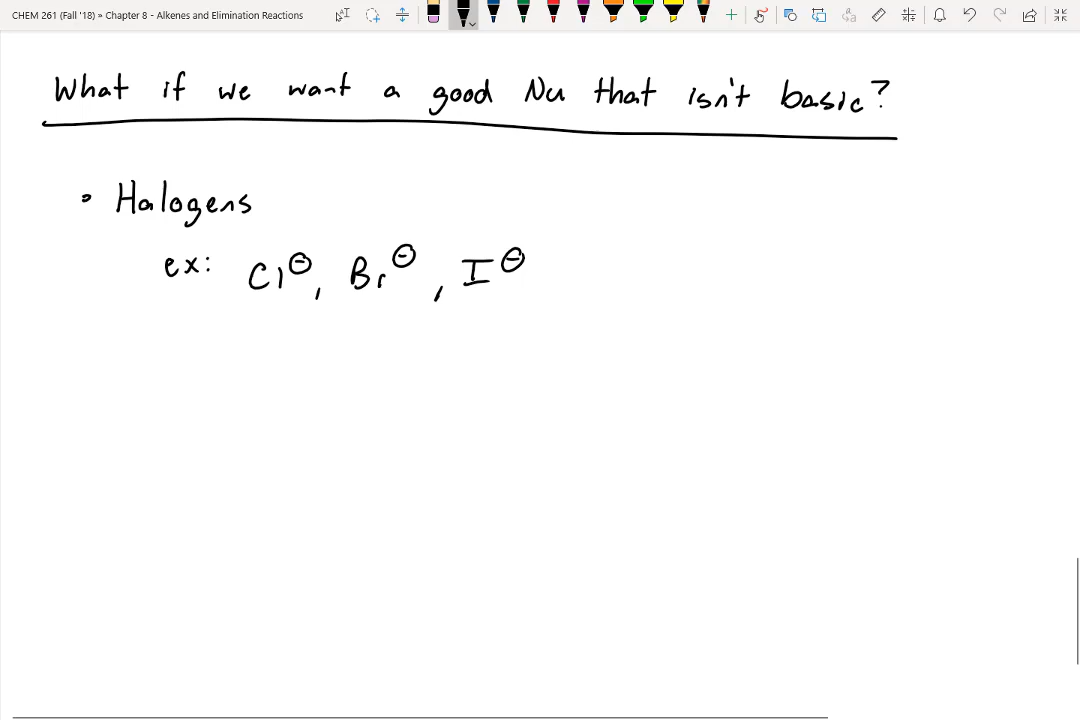 CHEM 261 (Fall '18) » Chapter 8 - Alkenes and Elimination Reactions
What if we want a good Nu that isn't basic?
• Halogens
ex: Cl⊖, Br⊖, I⊖